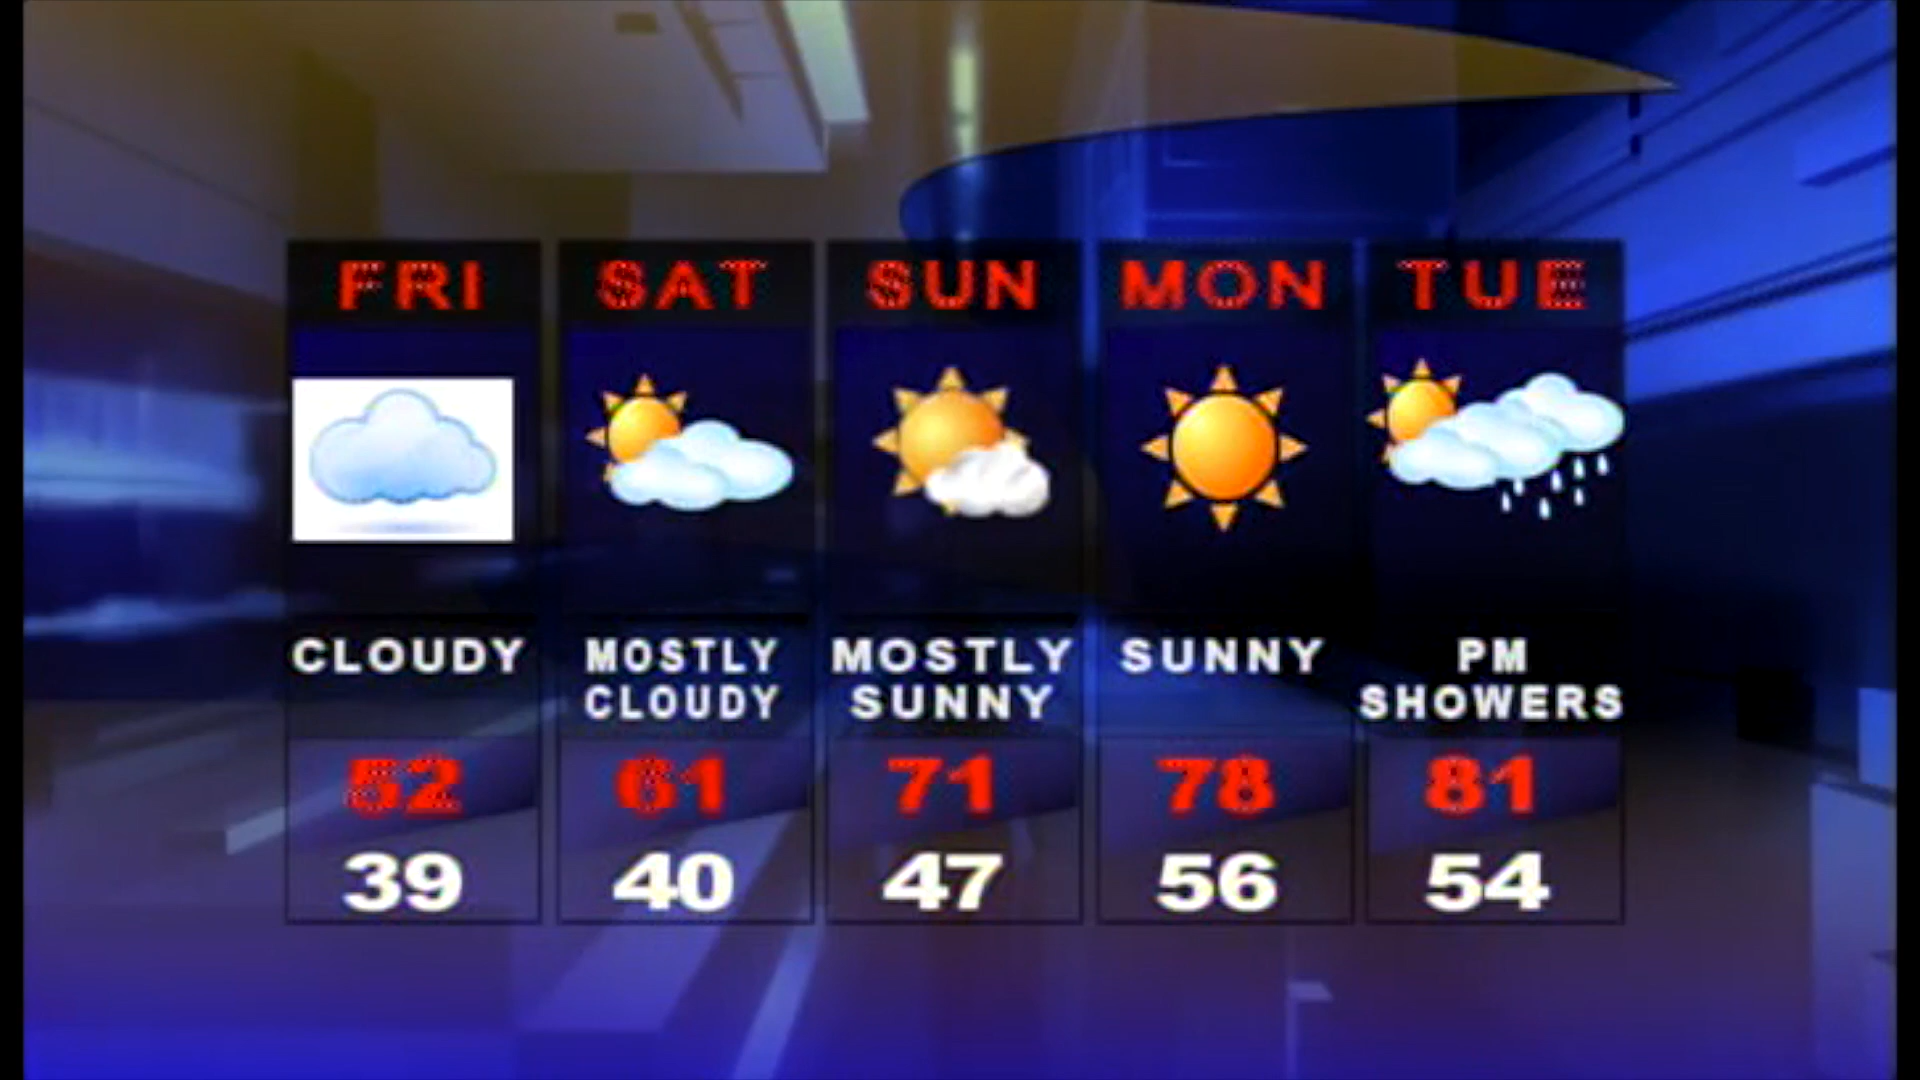 FRI SAT SUN MON TUE
CLOUDY MOSTLY MOSTLY SUNNY PM
CLOUDY SUNNY SHOWERS
52 61 71 78 81
39 40 47 56 54